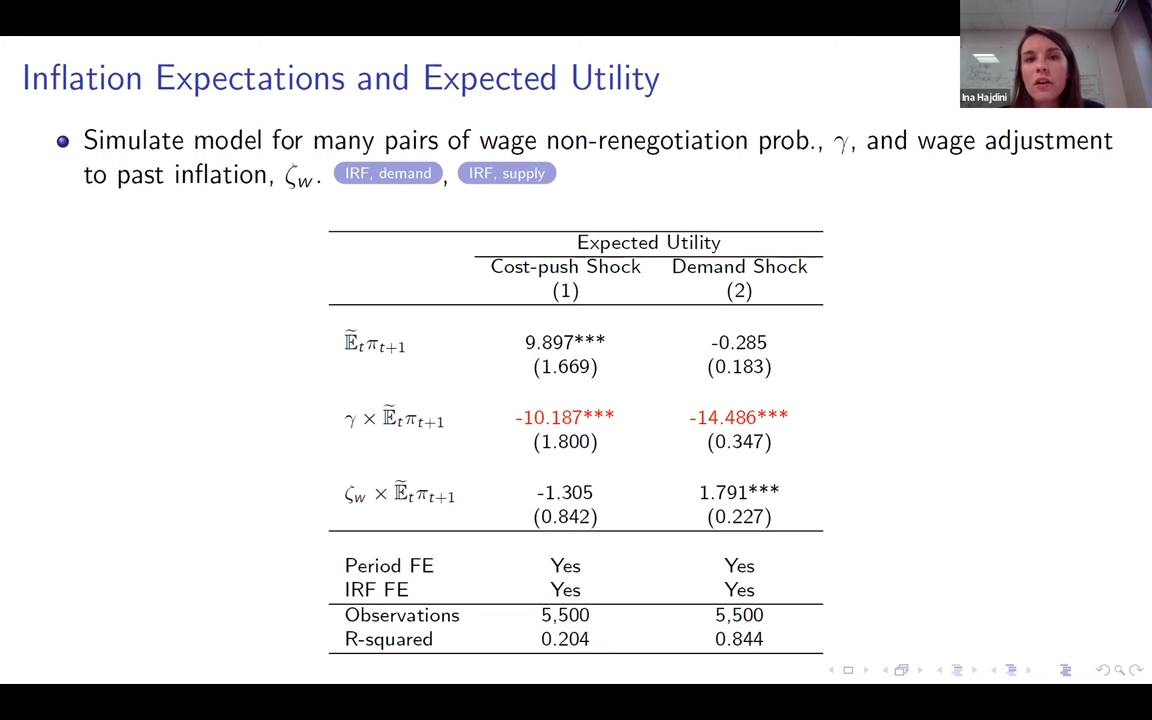 Inflation Expectations and Expected Utility
Ina Hajdini
Simulate model for many pairs of wage non-renegotiation prob., γ, and wage adjustment
to past inflation, ζw. IRF, demand , IRF, supply
Expected Utility
Cost-push Shock Demand Shock
(1) (2)
𝔼̃tπt+1 9.897*** -0.285
(1.669) (0.183)
γ × 𝔼̃tπt+1 -10.187*** -14.486***
(1.800) (0.347)
ζw × 𝔼̃tπt+1 -1.305 1.791***
(0.842) (0.227)
Period FE Yes Yes
IRF FE Yes Yes
Observations 5,500 5,500
R-squared 0.204 0.844